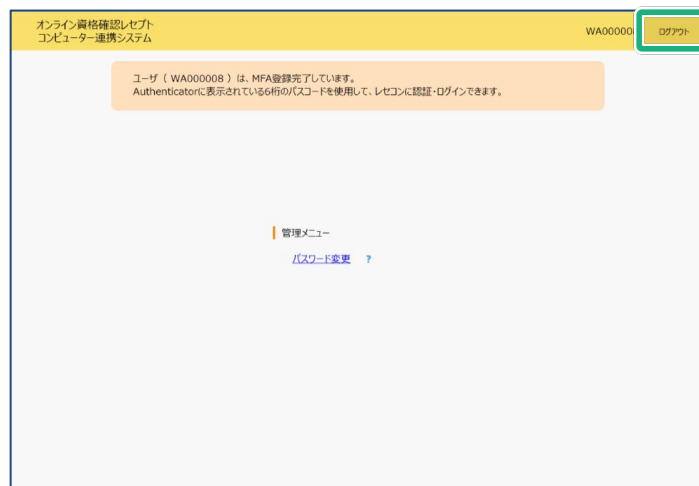 オンライン資格確認レセプト
コンピューター連携システム
WA000008
ログアウト
ユーザ（ WA000008 ）は、MFA登録完了しています。
Authenticatorに表示されている6桁のパスコードを使用して、レセコンに認証・ログインできます。
管理メニュー
パスワード変更 ?